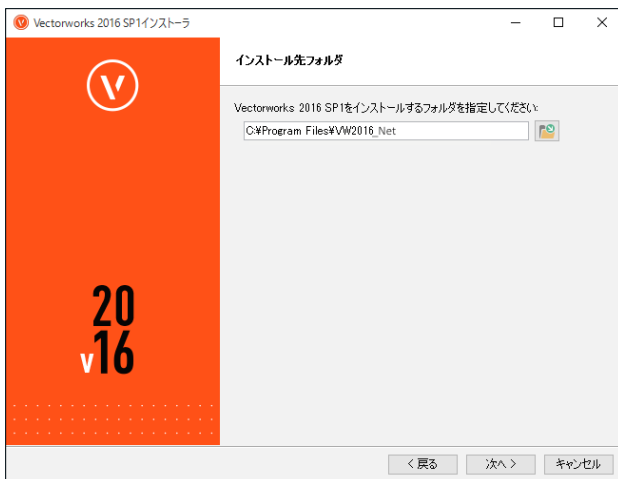 Vectorworks 2016 SP1インストーラ
インストール先フォルダ
Vectorworks 2016 SP1をインストールするフォルダを指定してください:
C:¥Program Files¥VW2016_Net
20
v16
< 戻る
次へ >
キャンセル